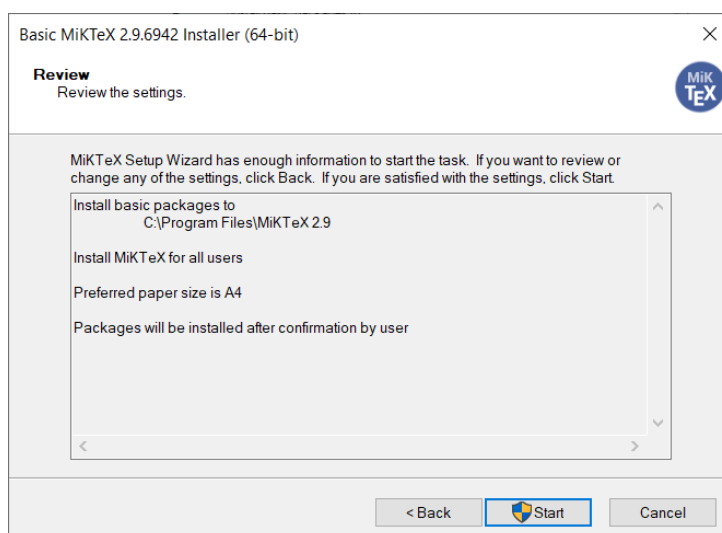 Basic MiKTeX 2.9.6942 Installer (64-bit)
Review
Review the settings.
MiK
TEX
MiKTeX Setup Wizard has enough information to start the task. If you want to review or
change any of the settings, click Back. If you are satisfied with the settings, click Start.
Install basic packages to
C:\Program Files\MiKTeX 2.9
Install MiKTeX for all users
Preferred paper size is A4
Packages will be installed after confirmation by user
< Back
Start
Cancel